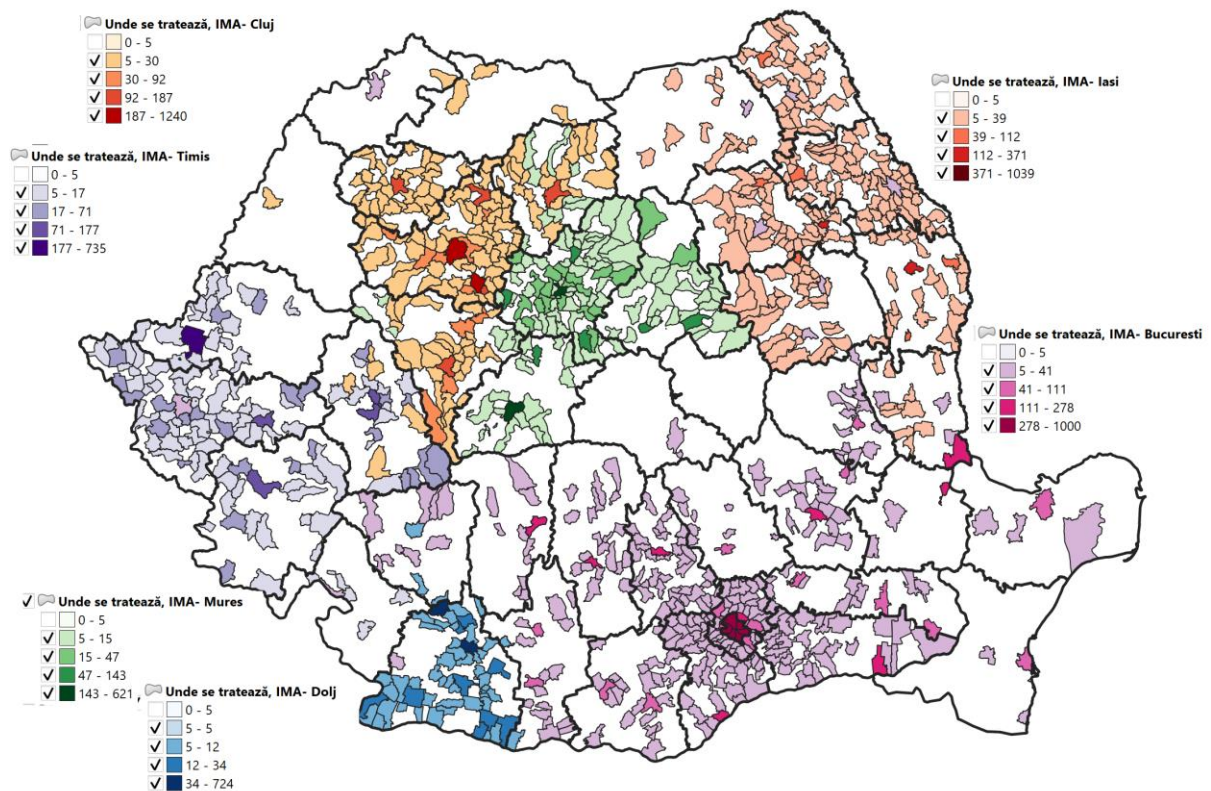 Unde se tratează, IMA- Cluj
0 - 5
5 - 30
30 - 92
92 - 187
187 - 1240
Unde se tratează, IMA- Iasi
0 - 5
5 - 39
39 - 112
112 - 371
371 - 1039
Unde se tratează, IMA- Timis
0 - 5
5 - 17
17 - 71
71 - 177
177 - 735
Unde se tratează, IMA- Bucuresti
0 - 5
5 - 41
41 - 111
111 - 278
278 - 1000
Unde se tratează, IMA- Mures
0 - 5
5 - 15
15 - 47
47 - 143
143 - 621
Unde se tratează, IMA- Dolj
0 - 5
5 - 5
5 - 12
12 - 34
34 - 724